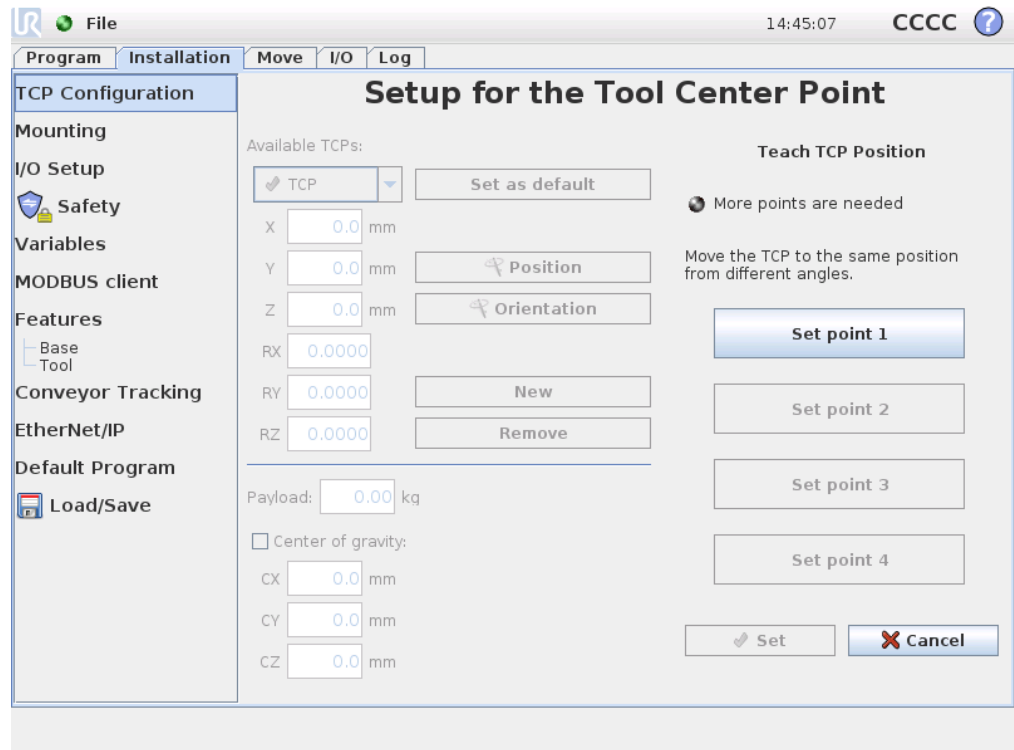 UR File 14:45:07 CCCC ?
Program Installation Move I/O Log
TCP Configuration
Mounting
I/O Setup
Safety
Variables
MODBUS client
Features
Base
Tool
Conveyor Tracking
EtherNet/IP
Default Program
Load/Save
Setup for the Tool Center Point
Available TCPs:
TCP Set as default
X 0.0 mm
Y 0.0 mm Position
Z 0.0 mm Orientation
RX 0.0000
RY 0.0000 New
RZ 0.0000 Remove
Payload: 0.00 kg
Center of gravity:
CX 0.0 mm
CY 0.0 mm
CZ 0.0 mm
Teach TCP Position
More points are needed
Move the TCP to the same position
from different angles.
Set point 1
Set point 2
Set point 3
Set point 4
Set Cancel